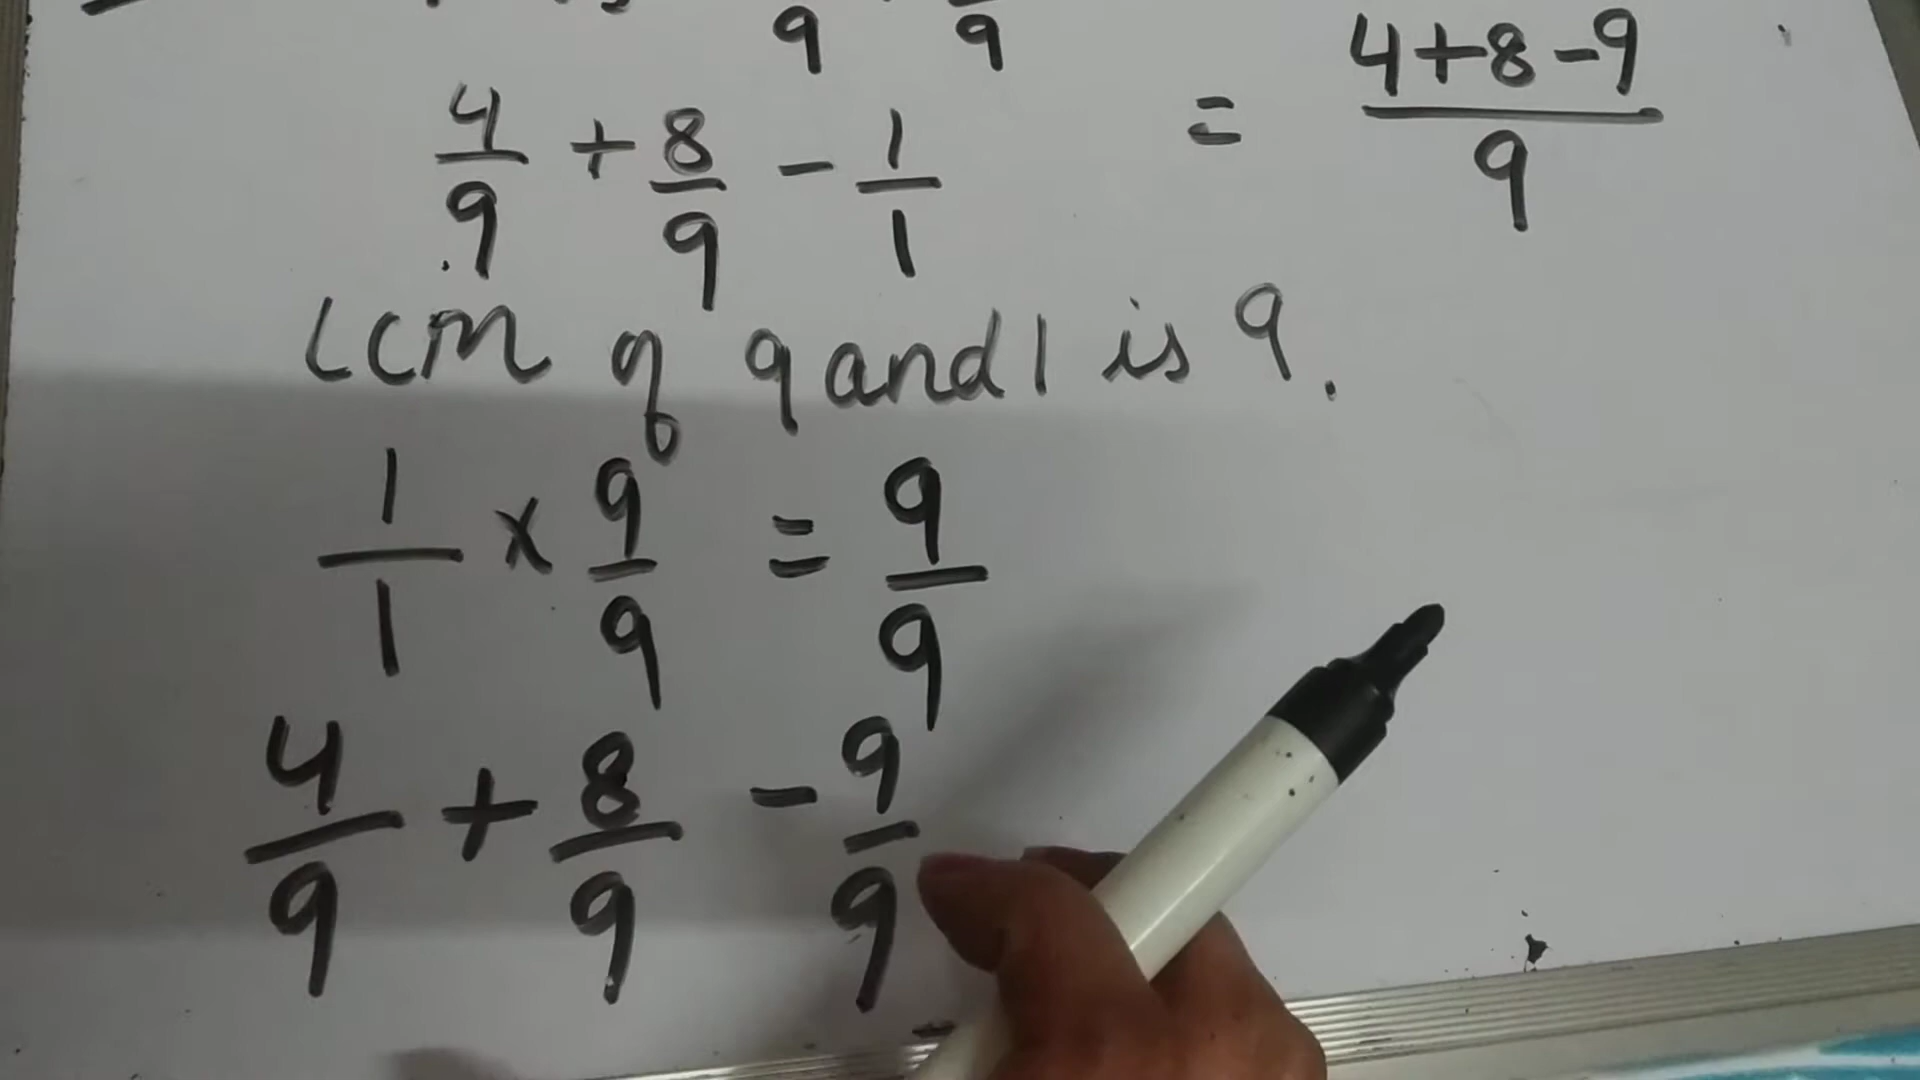 4/9 + 8/9 - 1/1
LCM of 9 and 1 is 9.
1/1 × 9/9 = 9/9
4/9 + 8/9 - 9/9
= (4+8-9)/9